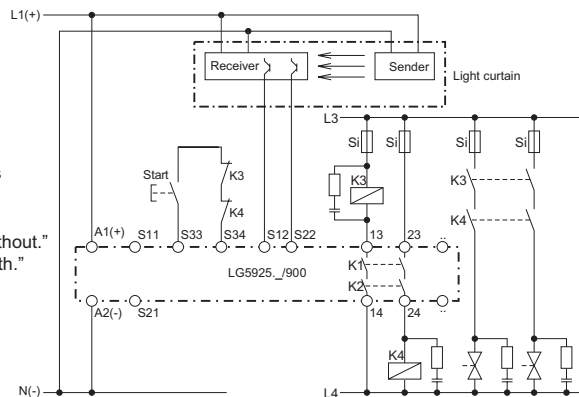 L1(+)
Receiver
Sender
Light curtain
L3
Si
Si
Si
Si
s
Start
K3
K4
K3
K3
K4
hout."
th."
A1(+)
S11
S33
S34
S12
S22
13
23
..
LG5925._/900
K1
K2
A2(-)
S21
14
24
..
K4
N(-)
L4